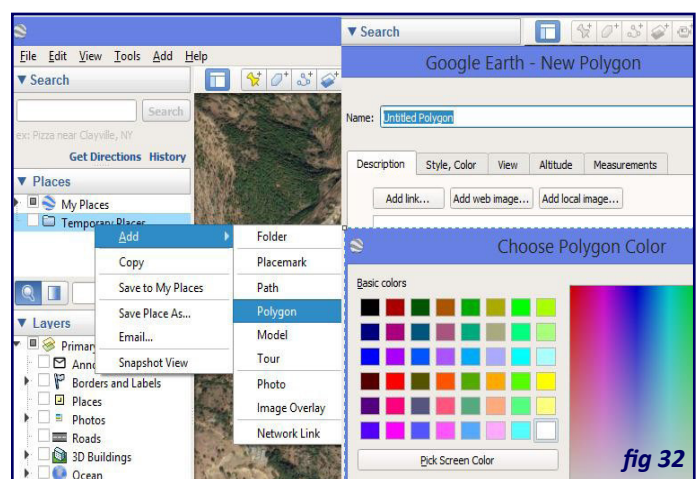 File Edit View Tools Add Help
▼ Search
Search
ex: Pizza near Clayville, NY
Get Directions History
▼ Places
My Places
Temporary Places
Add
Copy
Save to My Places
Save Place As...
Email...
Snapshot View
Folder
Placemark
Path
Polygon
Model
Tour
Photo
Image Overlay
Network Link
▼ Layers
Borders and Labels
Places
Photos
Roads
3D Buildings
Ocean
▼ Search
Google Earth - New Polygon
Name: Untitled Polygon
Description Style, Color View Altitude Measurements
Add link... Add web image... Add local image...
Choose Polygon Color
Basic colors
Pick Screen Color
fig 32